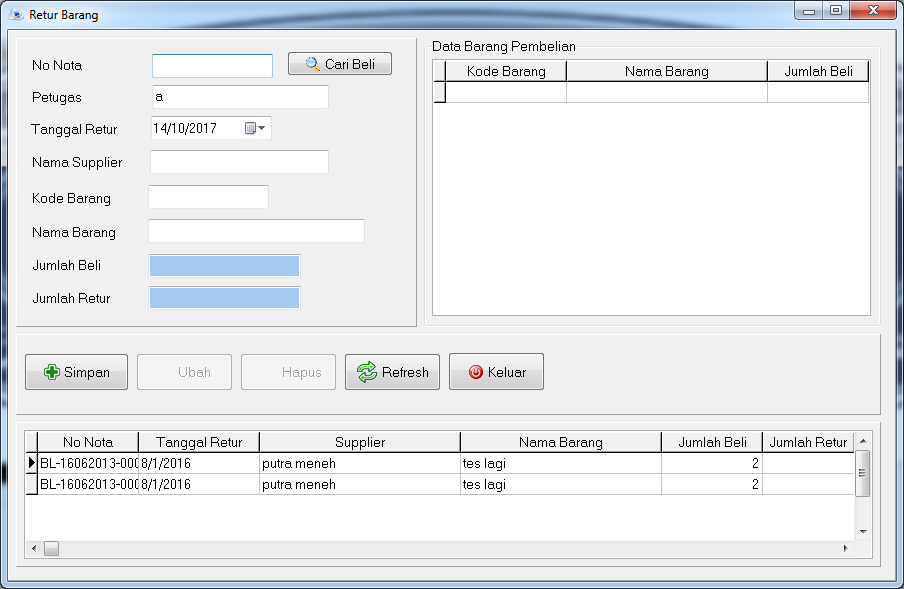 Retur Barang
No Nota
Cari Beli
Petugas
a
Tanggal Retur
14/10/2017
Nama Supplier
Kode Barang
Nama Barang
Jumlah Beli
Jumlah Retur
Data Barang Pembelian
Kode Barang Nama Barang Jumlah Beli
Simpan Ubah Hapus Refresh Keluar
No Nota Tanggal Retur Supplier Nama Barang Jumlah Beli Jumlah Retur
BL-16062013-000 8/1/2016 putra meneh tes lagi 2
BL-16062013-000 8/1/2016 putra meneh tes lagi 2